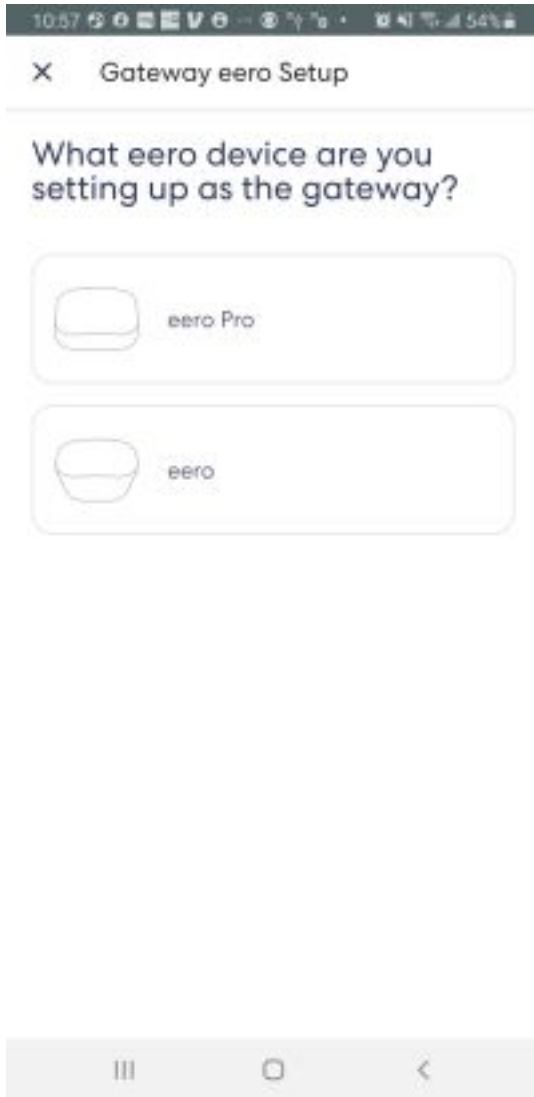 10:57 54%
Gateway eero Setup
What eero device are you
setting up as the gateway?
eero Pro
eero